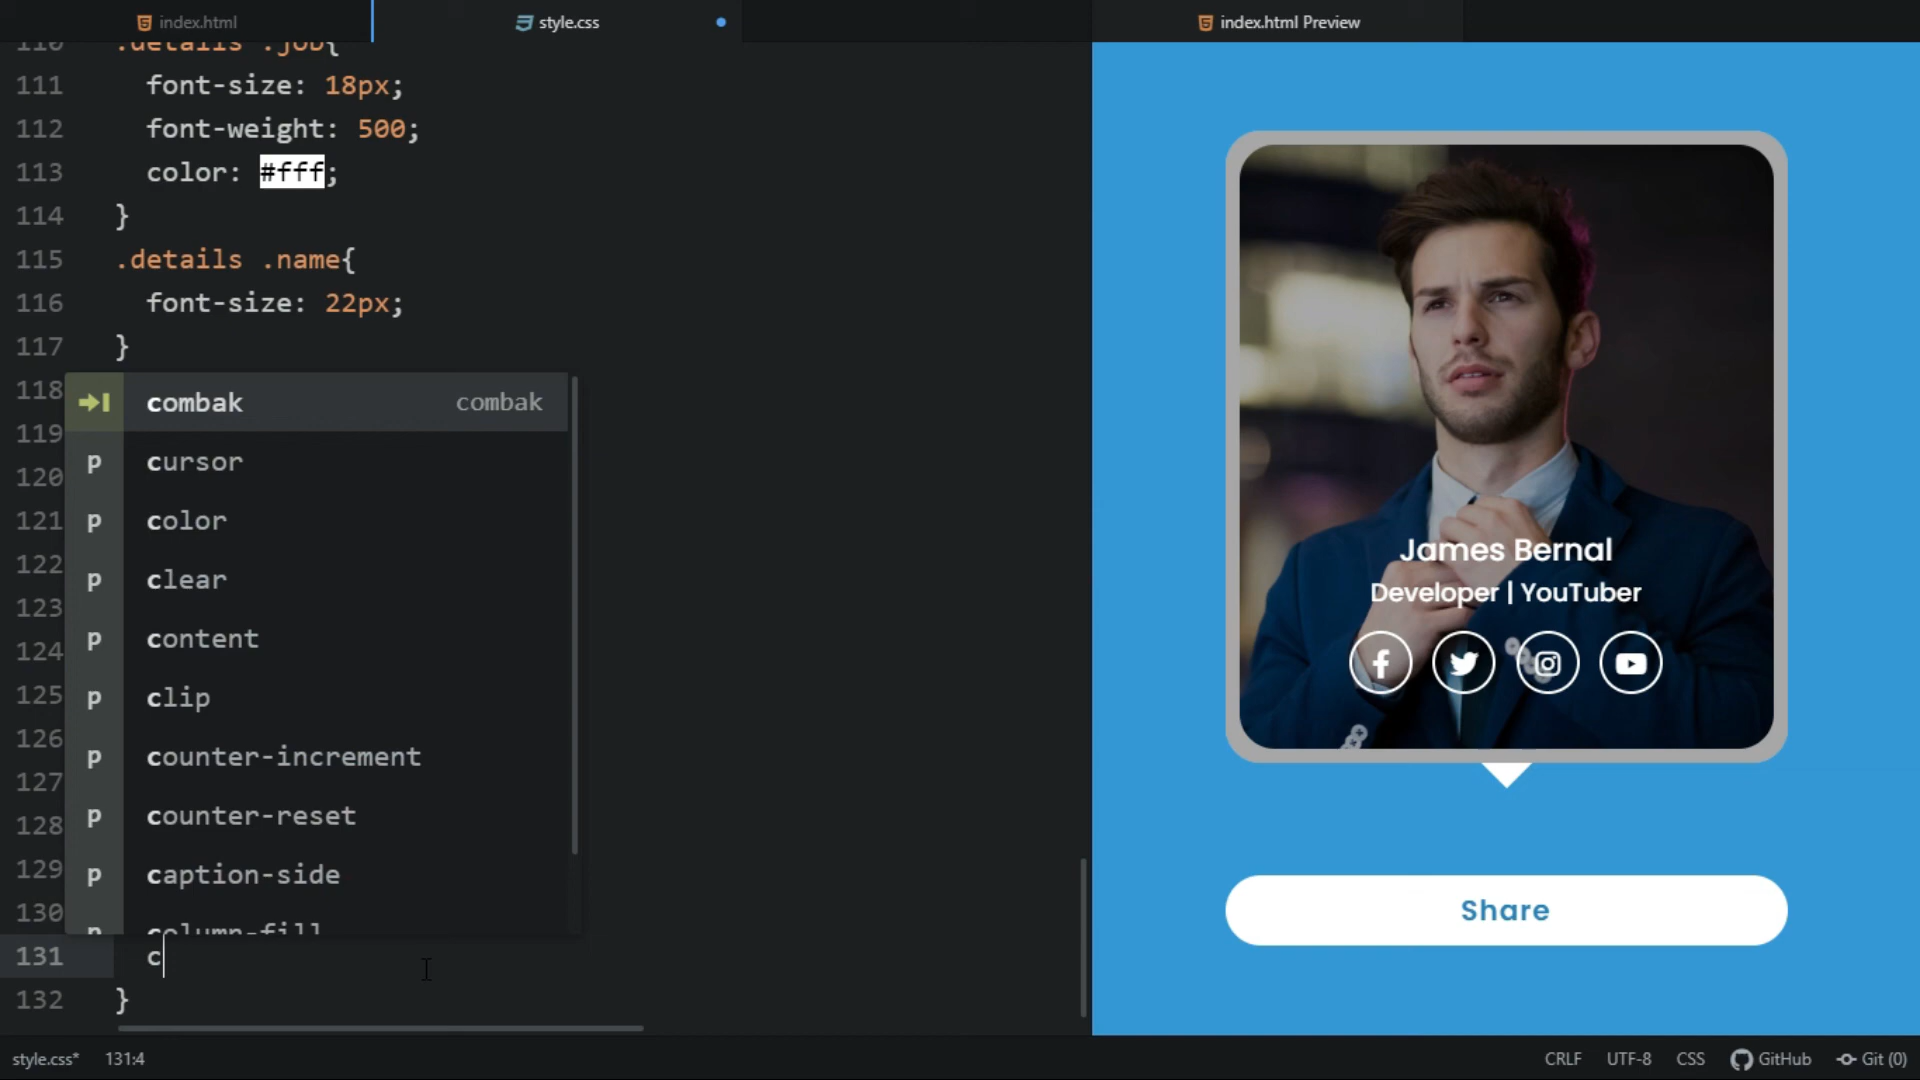 index.html
style.css
index.html Preview
110 .details .job{
111 font-size: 18px;
112 font-weight: 500;
113 color: #fff;
114 }
115 .details .name{
116 font-size: 22px;
117 }
118
combak combak
119
p cursor
120
121 p color
122
p clear
123
p content
124
125 p clip
126
p counter-increment
127
128 p counter-reset
129 p caption-side
130 p column-fill
131 c
132 }
James Bernal
Developer | YouTuber
Share
style.css* 131:4
CRLF UTF-8 CSS GitHub Git (0)